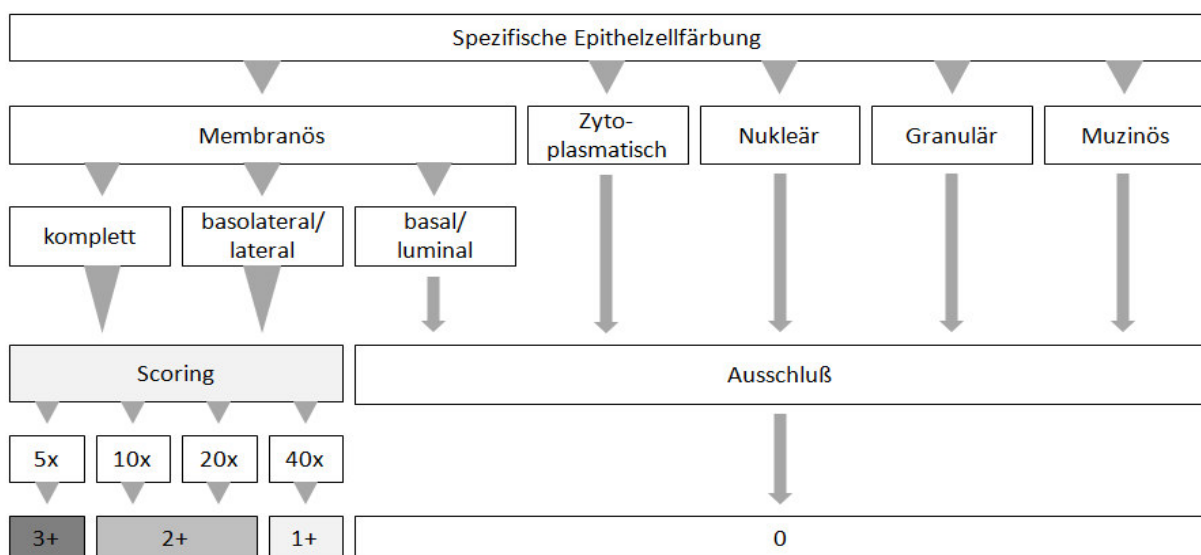 Spezifische Epithelzellfärbung
Membranös
Zyto-
plasmatisch
Nukleär
Granulär
Muzinös
komplett
basolateral/
lateral
basal/
luminal
Scoring
Ausschluß
5x
10x
20x
40x
3+
2+
1+
0